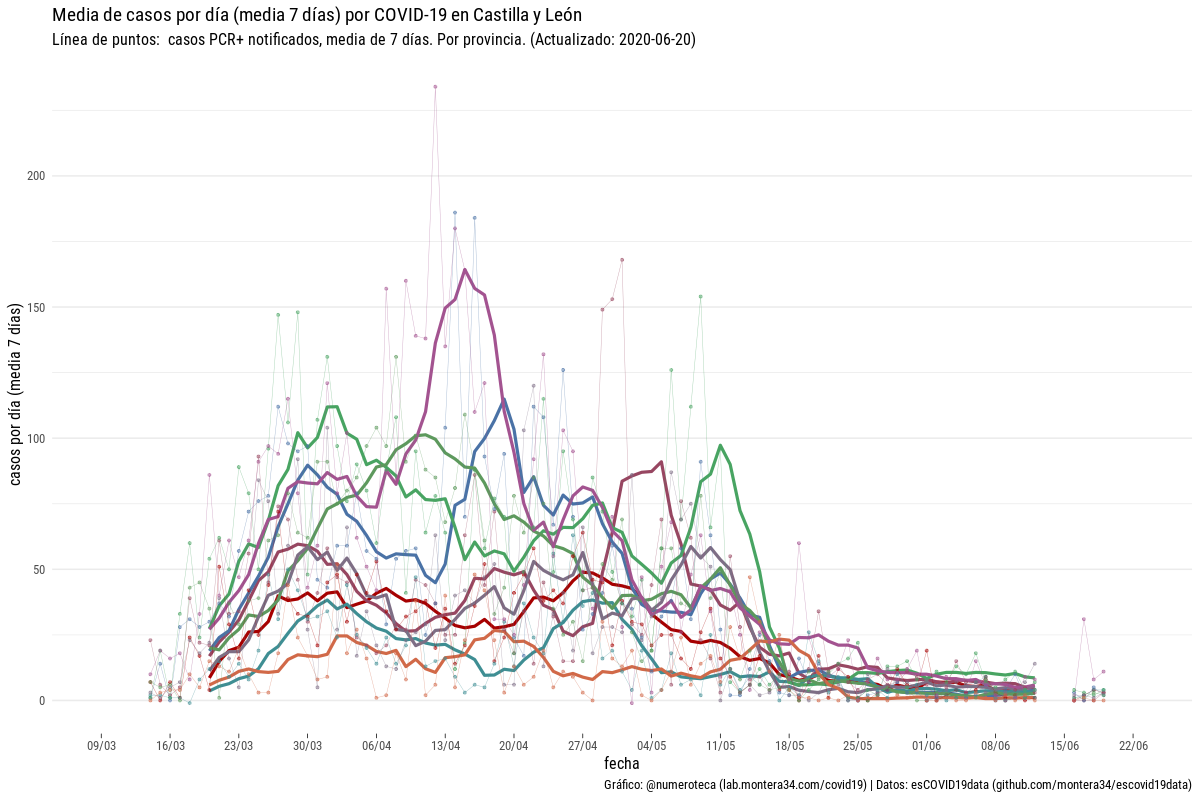 Media de casos por día (media 7 días) por COVID-19 en Castilla y León
Línea de puntos:  casos PCR+ notificados, media de 7 días. Por provincia. (Actualizado: 2020-06-20)
casos por día (media 7 días)
200
150
100
50
0
09/03 16/03 23/03 30/03 06/04 13/04 20/04 27/04 04/05 11/05 18/05 25/05 01/06 08/06 15/06 22/06
fecha
Gráfico: @numeroteca (lab.montera34.com/covid19) | Datos: esCOVID19data (github.com/montera34/escovid19data)